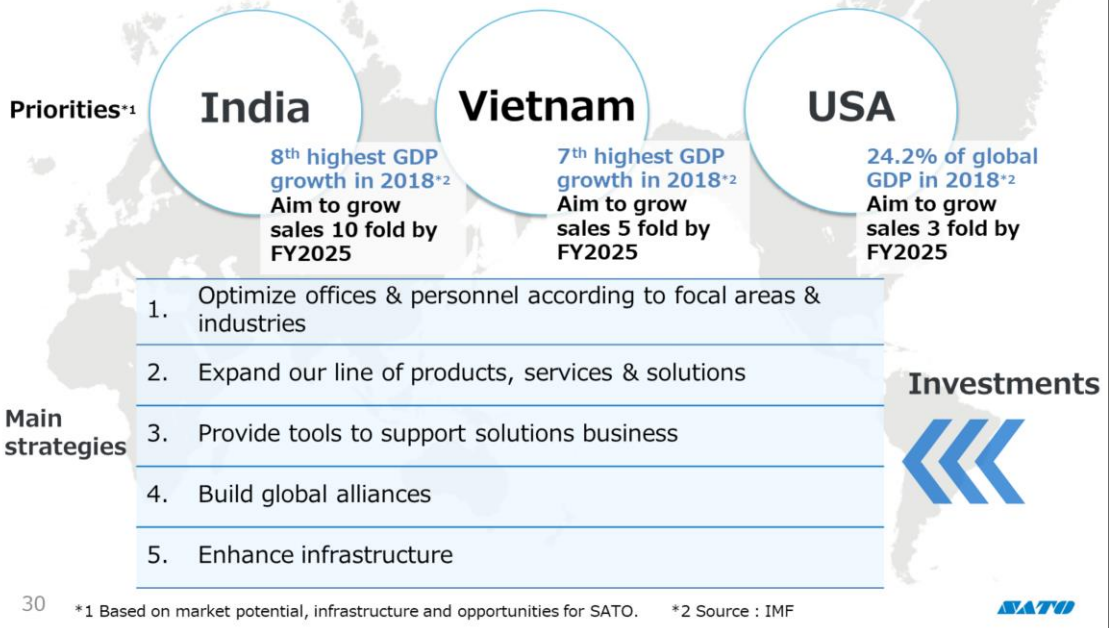 Priorities*1
India
8th highest GDP
growth in 2018*2
Aim to grow
sales 10 fold by
FY2025
Vietnam
7th highest GDP
growth in 2018*2
Aim to grow
sales 5 fold by
FY2025
USA
24.2% of global
GDP in 2018*2
Aim to grow
sales 3 fold by
FY2025
Main
strategies
1. Optimize offices & personnel according to focal areas &
industries
2. Expand our line of products, services & solutions
3. Provide tools to support solutions business
4. Build global alliances
5. Enhance infrastructure
Investments
30
*1 Based on market potential, infrastructure and opportunities for SATO. *2 Source : IMF
SATO